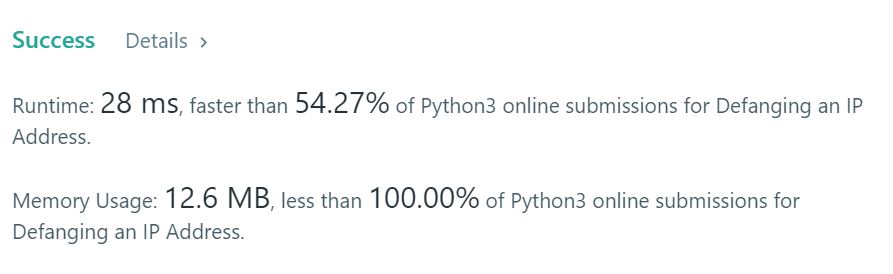 Success Details >
Runtime: 28 ms, faster than 54.27% of Python3 online submissions for Defanging an IP
Address.
Memory Usage: 12.6 MB, less than 100.00% of Python3 online submissions for
Defanging an IP Address.